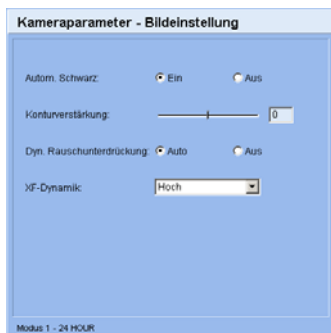 Kameraparameter - Bildeinstellung
Autom. Schwarz: Ein Aus
Konturverstärkung: 0
Dyn. Rauschunterdrückung: Auto Aus
XF-Dynamik: Hoch
Modus 1 - 24 HOUR